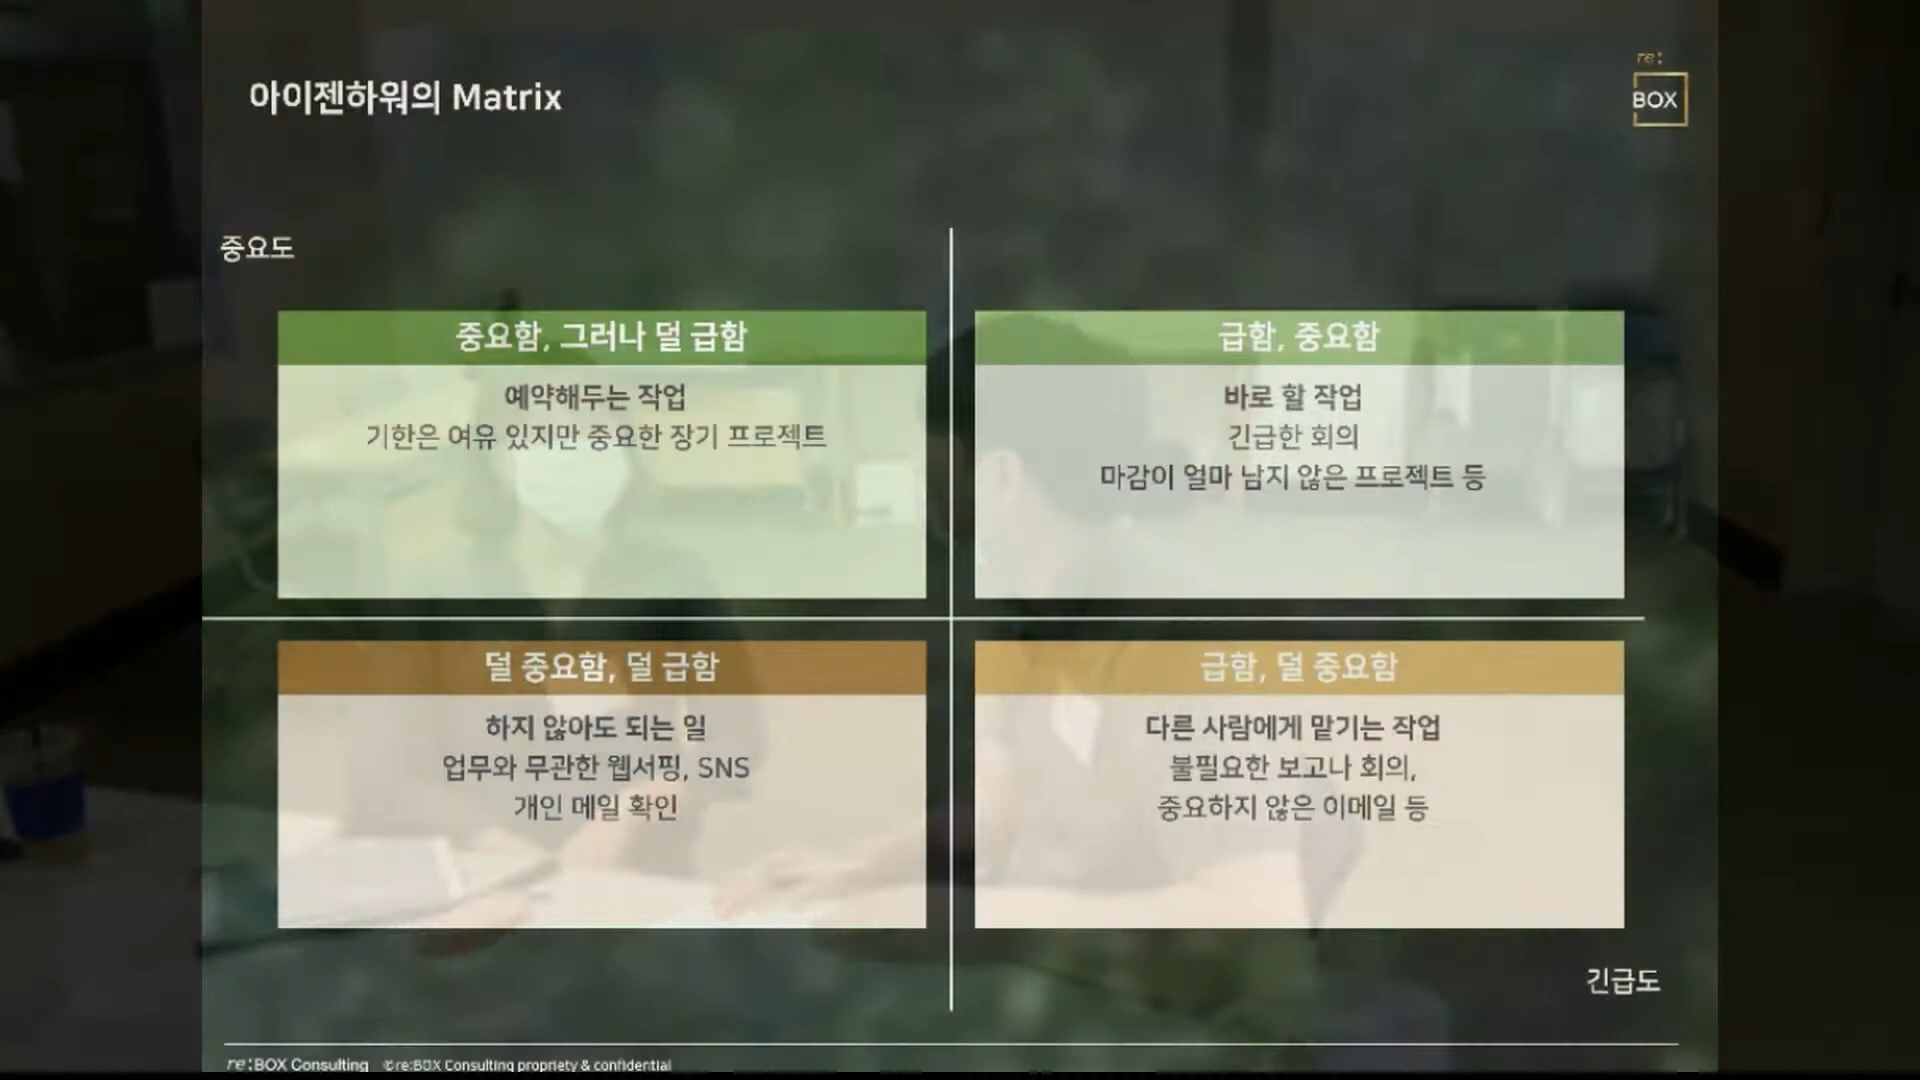 아이젠하워의 Matrix
re:
BOX
중요도
중요함, 그러나 덜 급함
예약해두는 작업
기한은 여유 있지만 중요한 장기 프로젝트
급함, 중요함
바로 할 작업
긴급한 회의
마감이 얼마 남지 않은 프로젝트 등
덜 중요함, 덜 급함
하지 않아도 되는 일
업무와 무관한 웹서핑, SNS
개인 메일 확인
급함, 덜 중요함
다른 사람에게 맡기는 작업
불필요한 보고나 회의,
중요하지 않은 이메일 등
긴급도
re:BOX Consulting ©re:BOX Consulting propriety & confidential